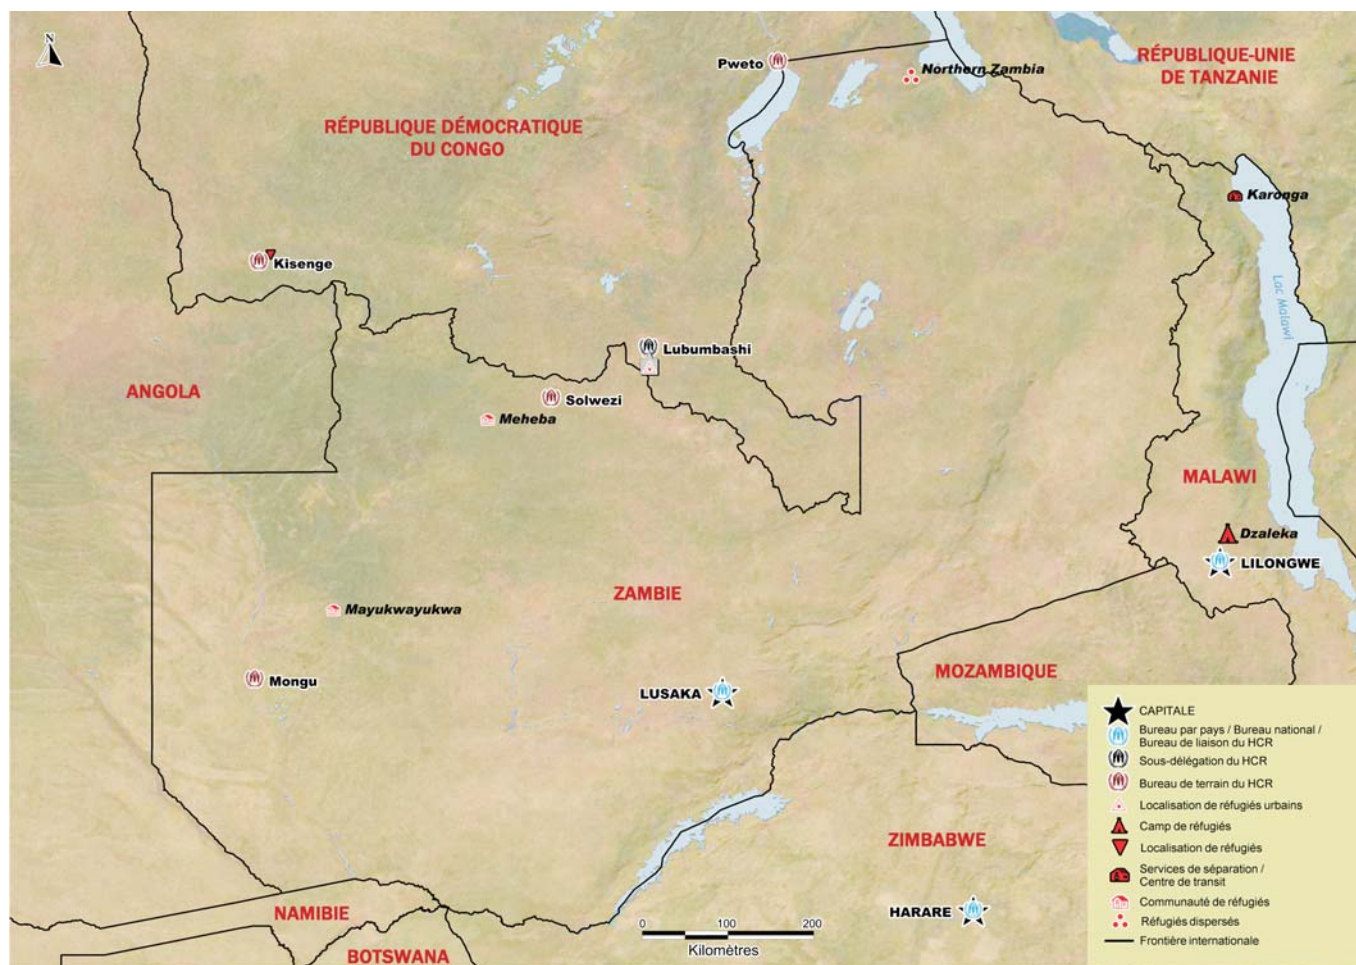 N
Pweto
Northern Zambia
RÉPUBLIQUE-UNIE
DE TANZANIE
RÉPUBLIQUE DÉMOCRATIQUE
DU CONGO
Karonga
Kisenge
Lac Malawi
Lubumbashi
ANGOLA
Solwezi
Meheba
MALAWI
Dzaleka
LILONGWE
ZAMBIE
Mayukwayukwa
MOZAMBIQUE
Mongu
LUSAKA
ZIMBABWE
HARARE
NAMIBIE
BOTSWANA
0 100 200
Kilomètres
CAPITALE
Bureau par pays / Bureau national /
Bureau de liaison du HCR
Sous-délégation du HCR
Bureau de terrain du HCR
Localisation de réfugiés urbains
Camp de réfugiés
Localisation de réfugiés
Services de séparation /
Centre de transit
Communauté de réfugiés
Réfugiés dispersés
Frontière internationale